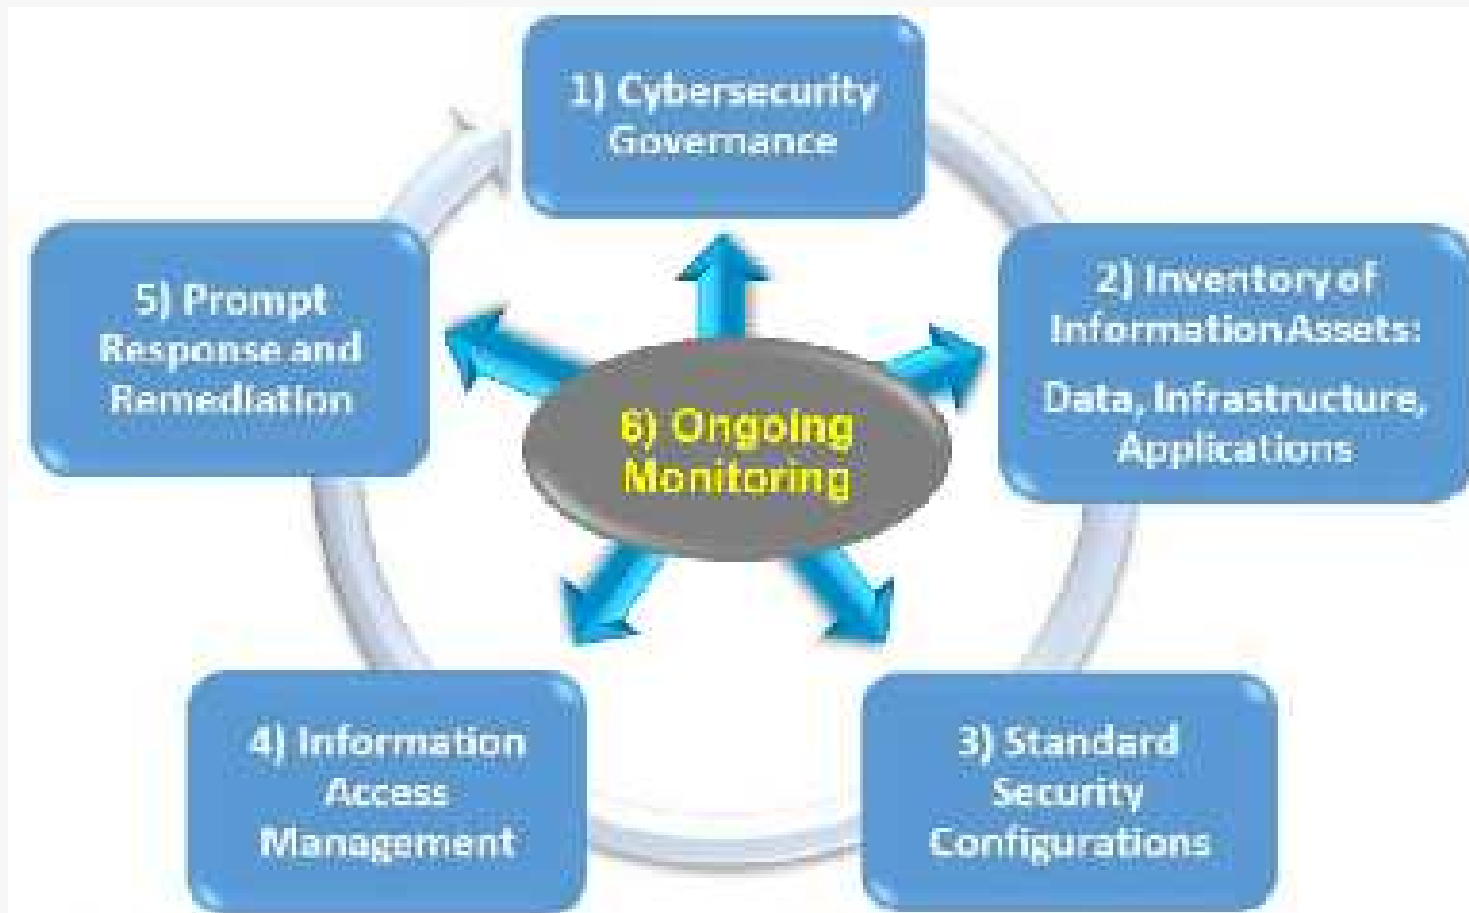 1) Cybersecurity
Governance
2) Inventory of
Information Assets:
Data, Infrastructure,
Applications
3) Standard
Security
Configurations
4) Information
Access
Management
5) Prompt
Response and
Remediation
6) Ongoing
Monitoring